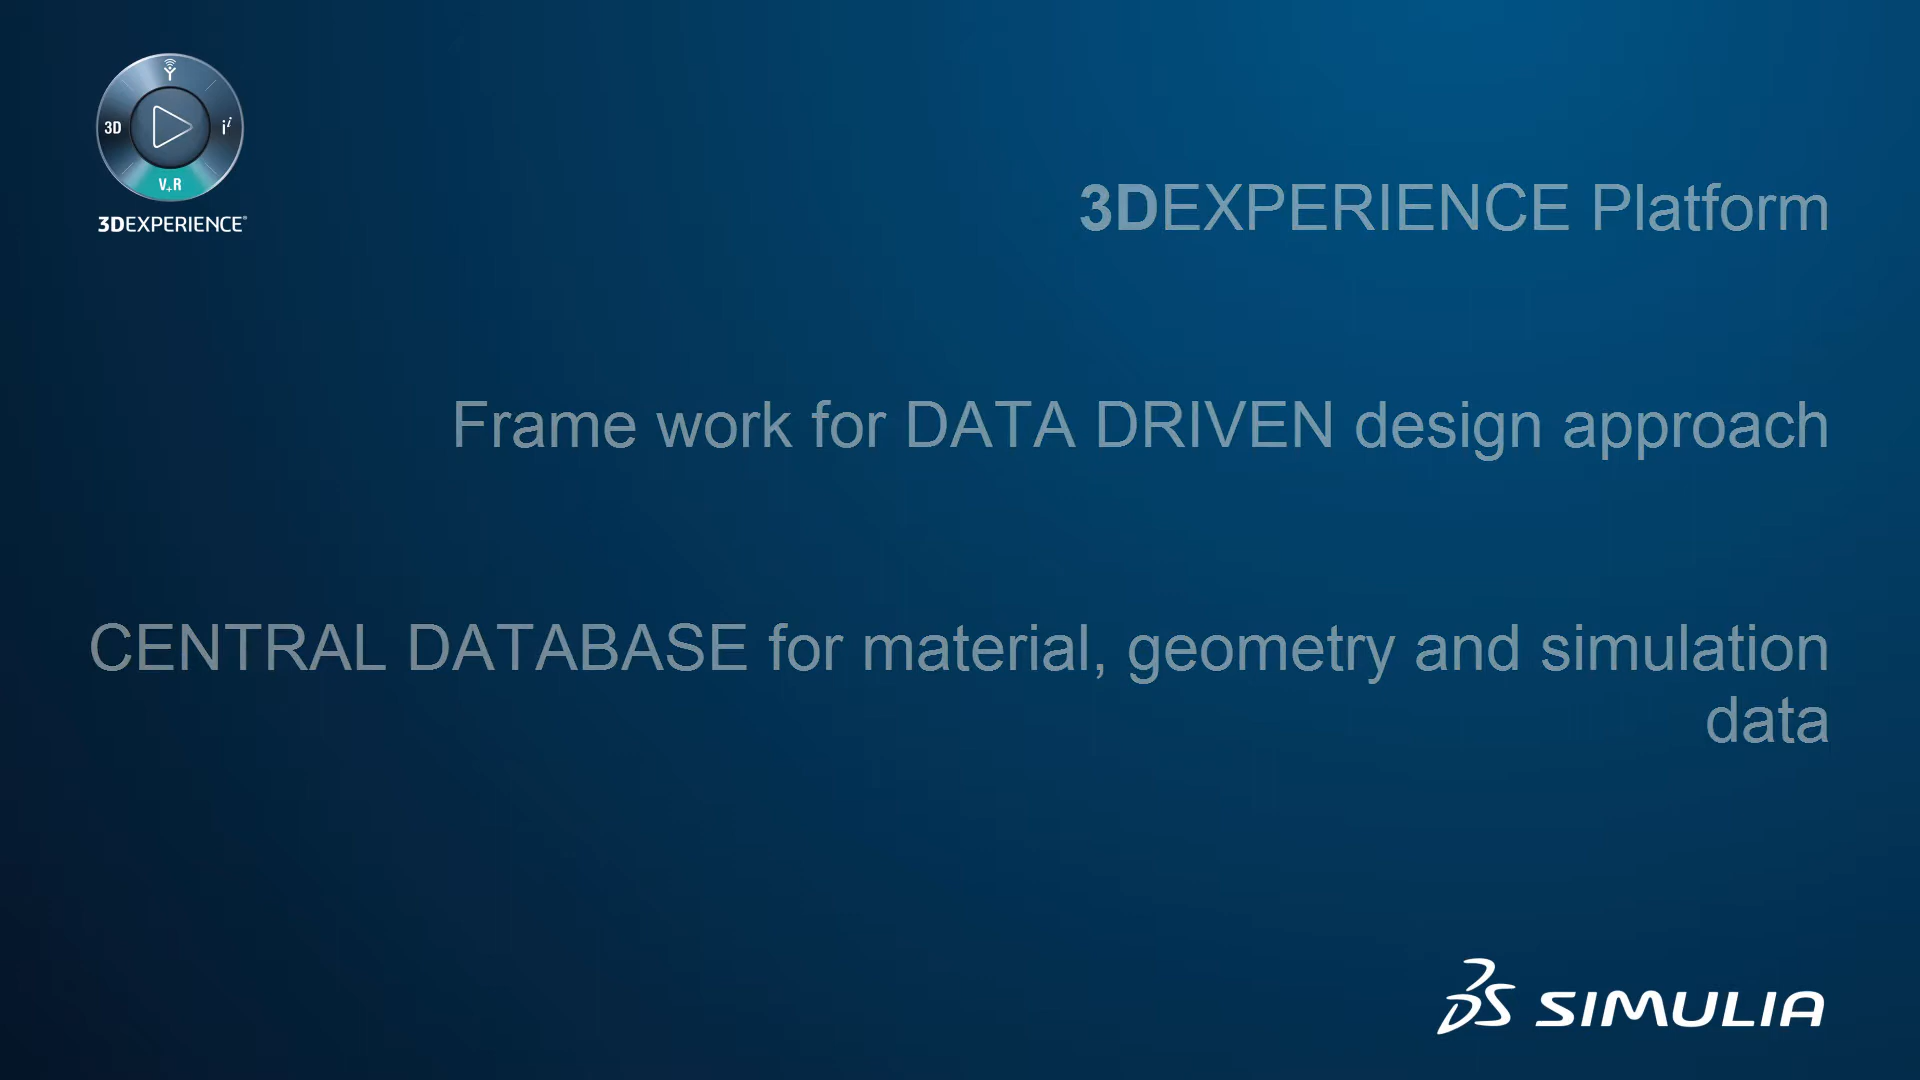 3D
i i
V+R
3DEXPERIENCE®
3DEXPERIENCE Platform
Frame work for DATA DRIVEN design approach
CENTRAL DATABASE for material, geometry and simulation
data
3DS SIMULIA